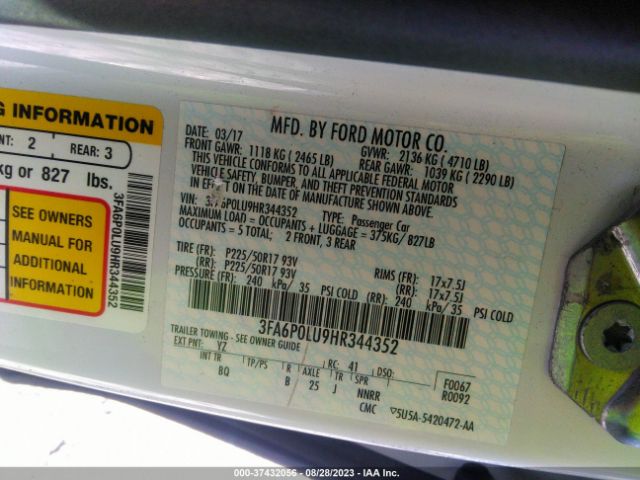 G INFORMATION
NT: 2 REAR: 3
kg or 827 lbs.
SEE OWNERS
MANUAL FOR
ADDITIONAL
INFORMATION
3FA6P0LU9HR344352
MFD. BY FORD MOTOR CO.
DATE: 03/17 GVWR: 2136 KG ( 4710 LB)
FRONT GAWR: 1118 KG ( 2465 LB) REAR GAWR: 1039 KG ( 2290 LB)
THIS VEHICLE CONFORMS TO ALL APPLICABLE FEDERAL MOTOR
VEHICLE SAFETY, BUMPER, AND THEFT PREVENTION STANDARDS
IN EFFECT ON THE DATE OF MANUFACTURE SHOWN ABOVE.
VIN: 3FA6P0LU9HR344352 TYPE: Passenger Car
MAXIMUM LOAD = OCCUPANTS + LUGGAGE = 375KG/ 827LB
OCCUPANTS = 5 TOTAL: 2 FRONT, 3 REAR
TIRE (FR): P225/50R17 93V RIMS (FR): 17x7.5J
(RR): P225/50R17 93V (RR): 17x7.5J
PRESSURE (FR): 240 kPa/ 35 PSI COLD (RR): 240 kPa/35 PSI COLD
3FA6P0LU9HR344352
TRAILER TOWING - SEE OWNER GUIDE
EXT PNT: YZ RC: 41 DSO: F0067
INT TR TP/PS R AXLE TR SPR R0092
BQ B 25 J NNRR
CMC ▽5U5A-5420472-AA
000-37432056 - 08/28/2023 - IAA Inc.